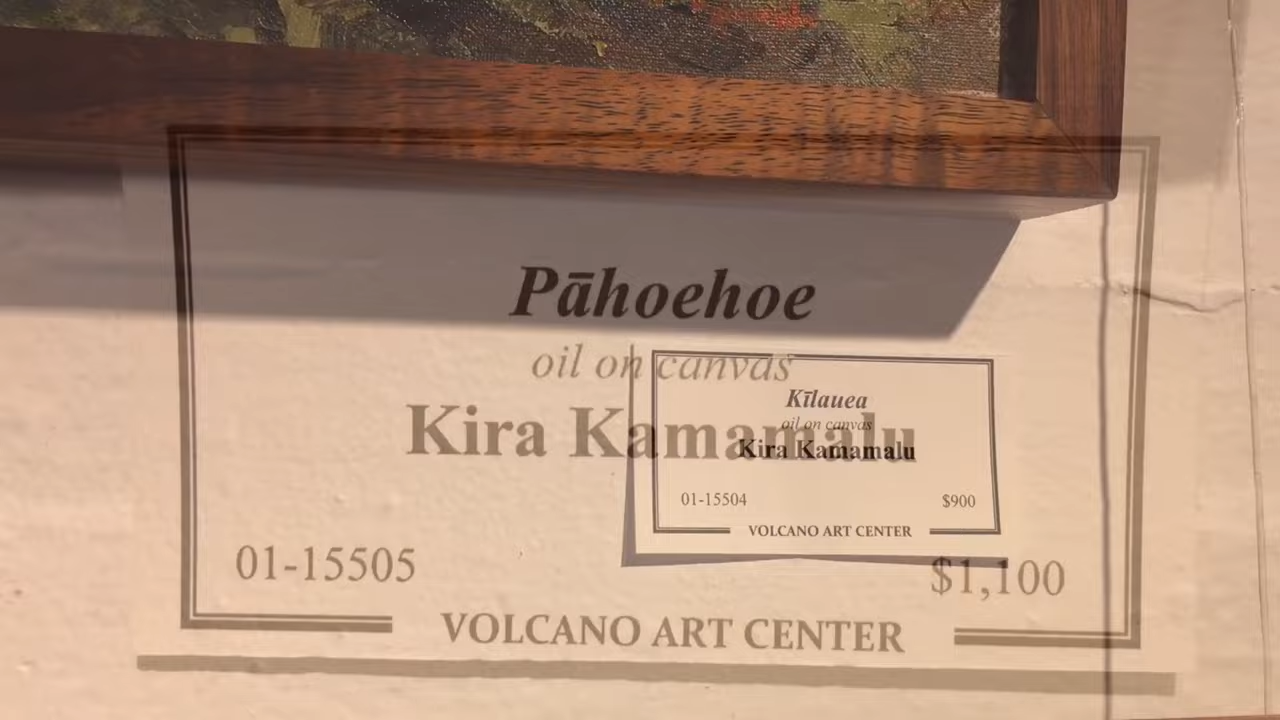 Pāhoehoe
oil on canvas
Kira Kamamalu
01-15505
$1,100
VOLCANO ART CENTER
Kīlauea
oil on canvas
Kira Kamamalu
01-15504
$900
VOLCANO ART CENTER